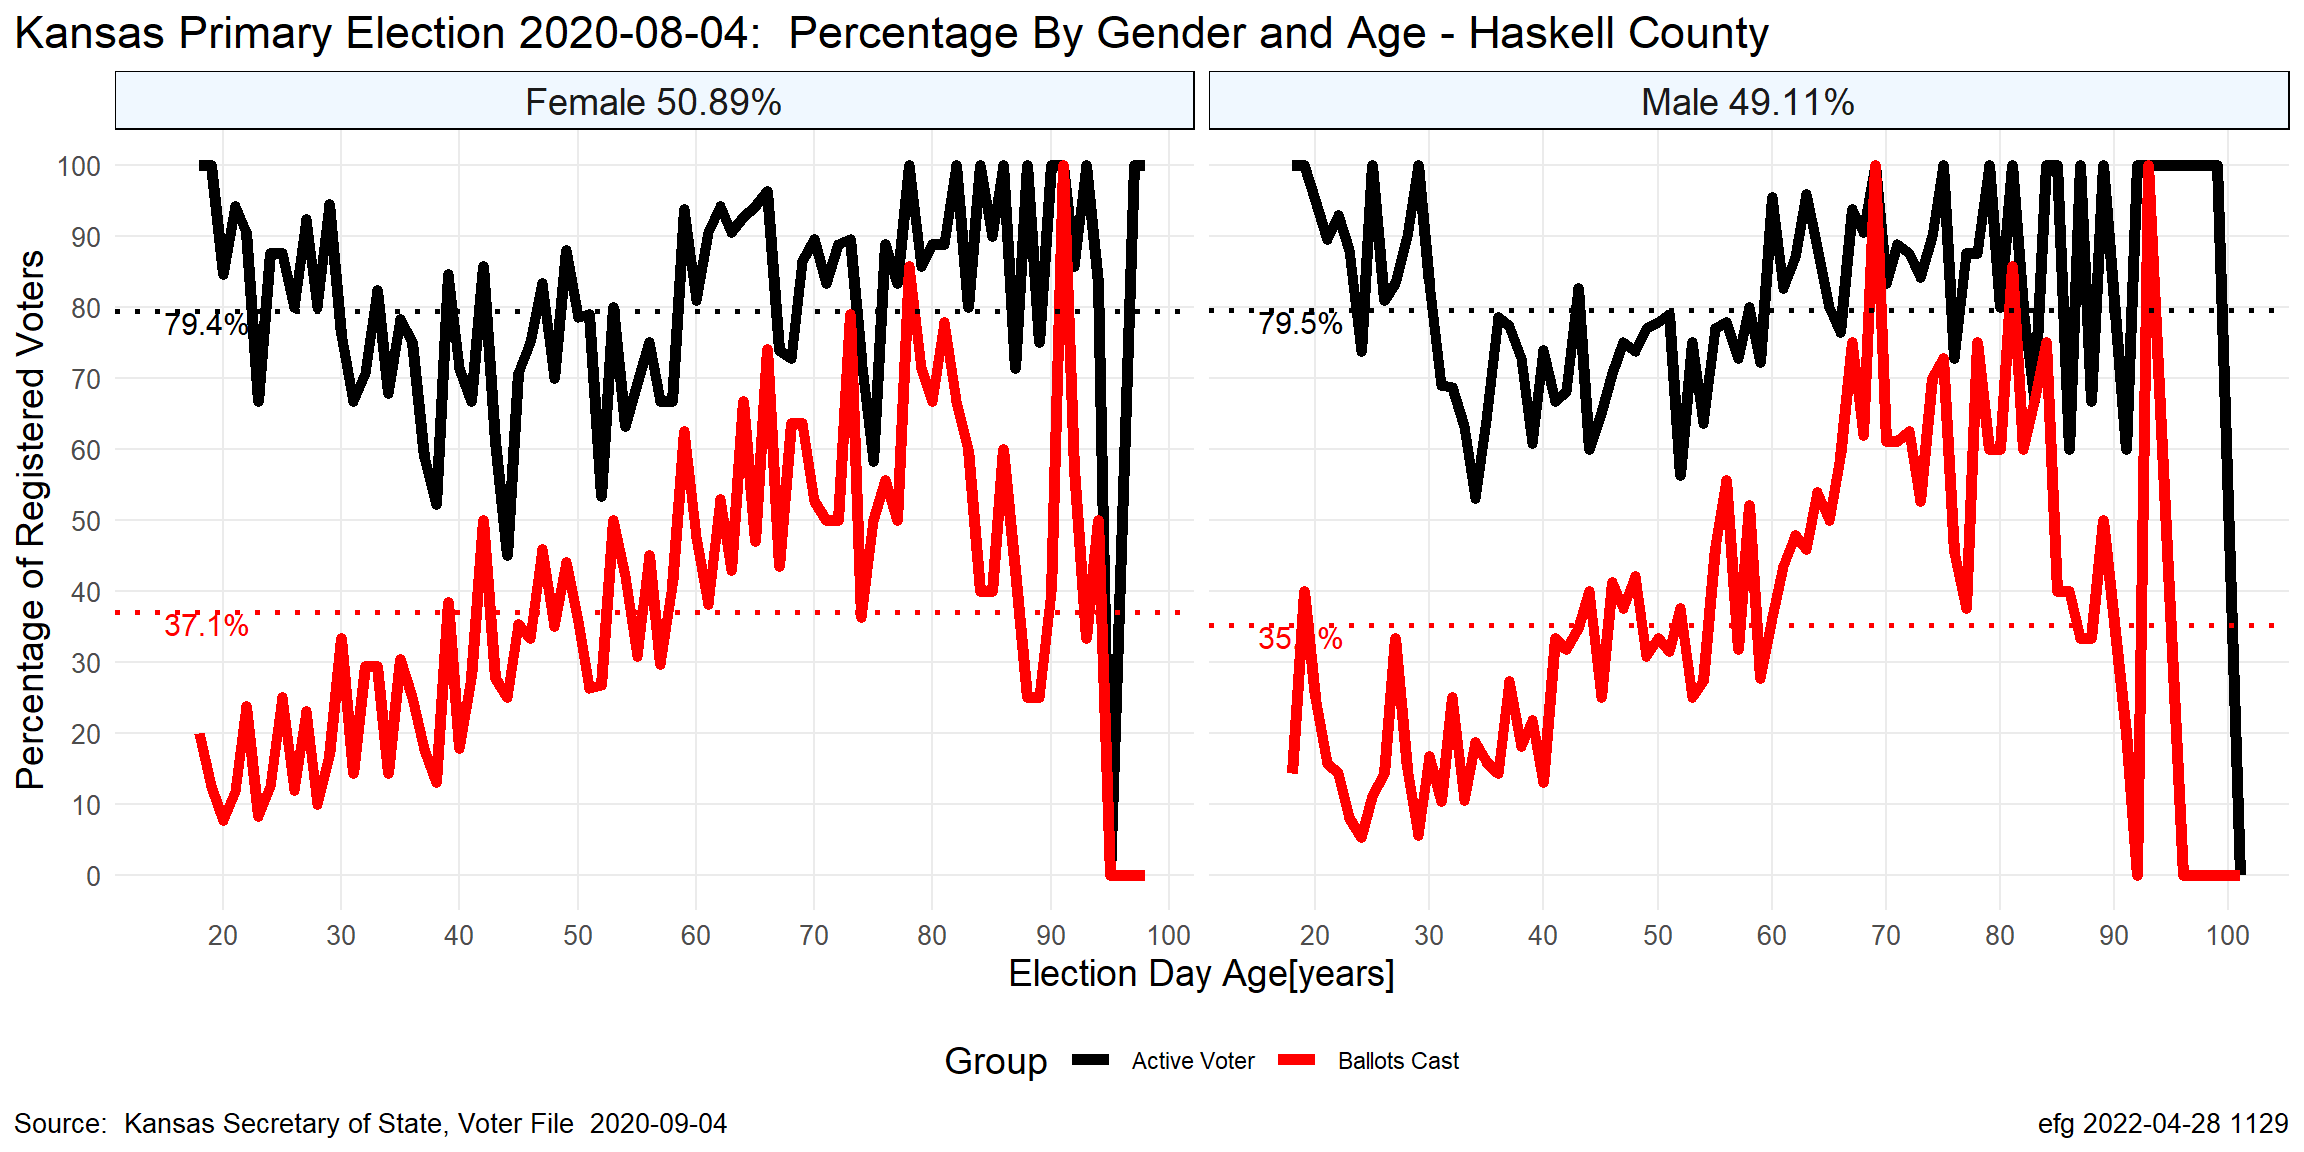 Kansas Primary Election 2020-08-04:  Percentage By Gender and Age - Haskell County
Female 50.89%
Male 49.11%
Percentage of Registered Voters
100
90
80
70
60
50
40
30
20
10
0
79.4%
37.1%
79.5%
20 30 40 50 60 70 80 90 100
20 30 40 50 60 70 80 90 100
Election Day Age[years]
Group Active Voter Ballots Cast
Source:  Kansas Secretary of State, Voter File  2020-09-04
efg 2022-04-28 1129